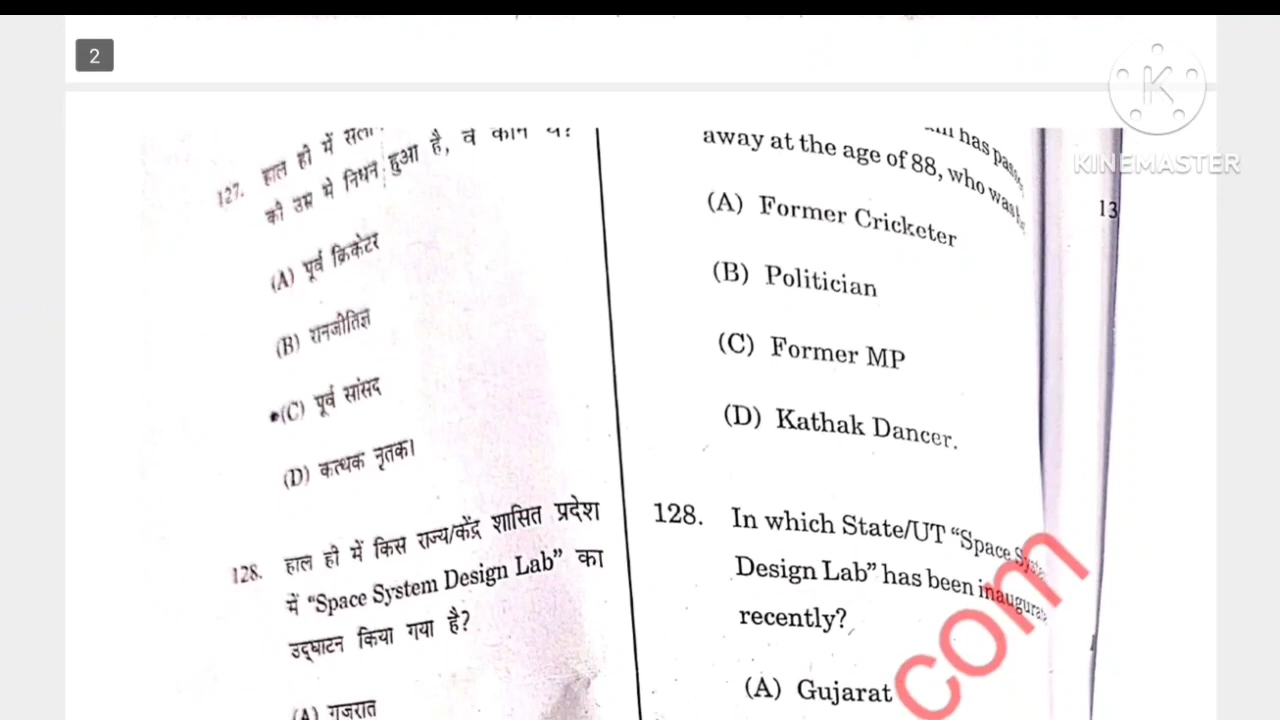 2
KINEMASTER
127. हाल ही में
की उम्र मे निधन हुआ है, वे कौन थे?
(A) पूर्व क्रिकेटर
(B) रानजीतिज्ञ
(C) पूर्व सांसद
(D) कत्थक नृतक।
128. हाल ही में किस राज्य/केंद्र शासित प्रदेश
में “Space System Design Lab” का
उद्घाटन किया गया है?
(A) गुजरात
has
away at the age of 88, who was
(A) Former Cricketer
(B) Politician
(C) Former MP
(D) Kathak Dancer.
128. In which State/UT “Space
Design Lab” has been
recently?
(A) Gujarat
13
com